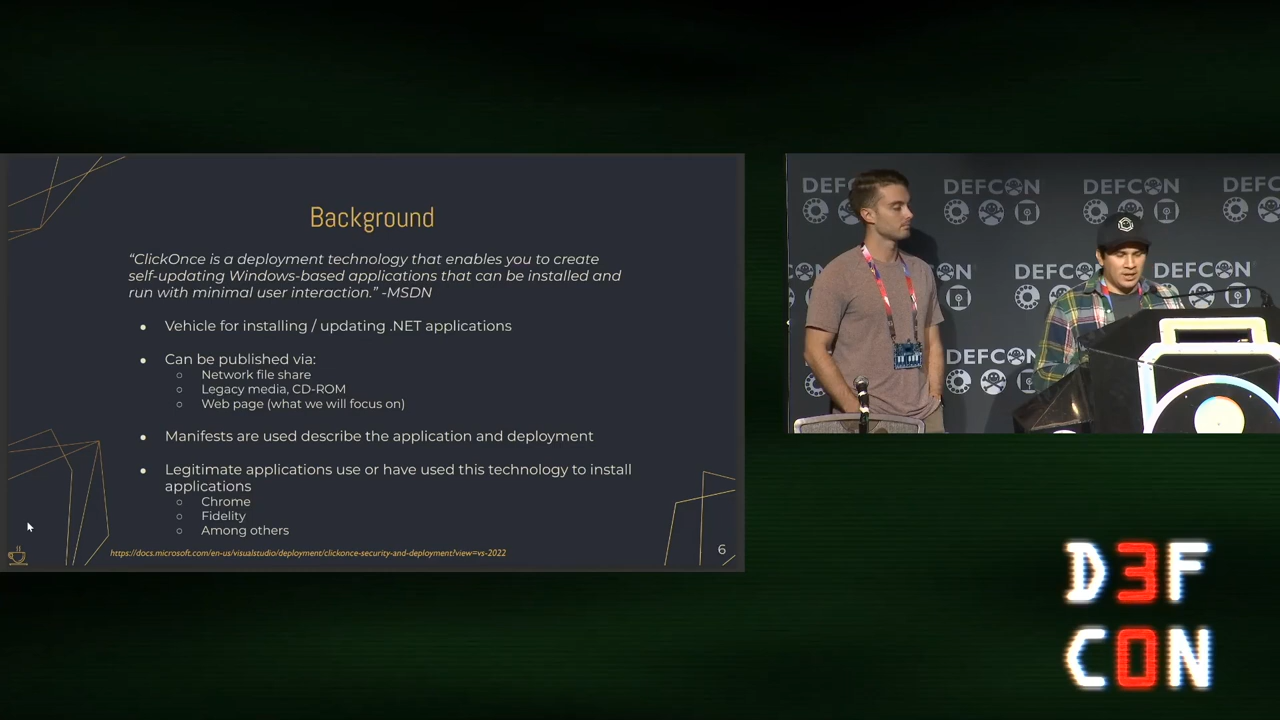 Background
“ClickOnce is a deployment technology that enables you to create
self-updating Windows-based applications that can be installed and
run with minimal user interaction.” -MSDN
● Vehicle for installing / updating .NET applications
● Can be published via:
○ Network file share
○ Legacy media, CD-ROM
○ Web page (what we will focus on)
● Manifests are used describe the application and deployment
● Legitimate applications use or have used this technology to install
applications
○ Chrome
○ Fidelity
○ Among others
https://docs.microsoft.com/en-us/visualstudio/deployment/clickonce-security-and-deployment?view=vs-2022
6
DEFCON DEFCON DEFC
DEFCON DEFCON
DEFCON
D3F
C0N